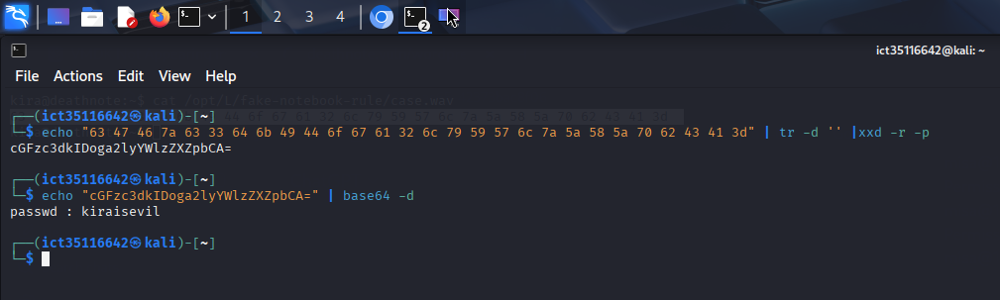 1 2 3 4 2
ict35116642@kali: ~
File Actions Edit View Help
kira@deathnote:~$ cat /opt/L/fake-notebook-rule/case.wav
┌──(ict35116642㉿kali)-[~]
└─$ echo "63 47 46 7a 63 33 64 6b 49 44 6f 67 61 32 6c 79 59 57 6c 7a 5a 58 5a 70 62 43 41 3d" | tr -d '' |xxd -r -p
cGFzc3dkIDoga2lyYWlzZXZpbCA=
┌──(ict35116642㉿kali)-[~]
└─$ echo "cGFzc3dkIDoga2lyYWlzZXZpbCA=" | base64 -d
passwd : kiraisevil
┌──(ict35116642㉿kali)-[~]
└─$